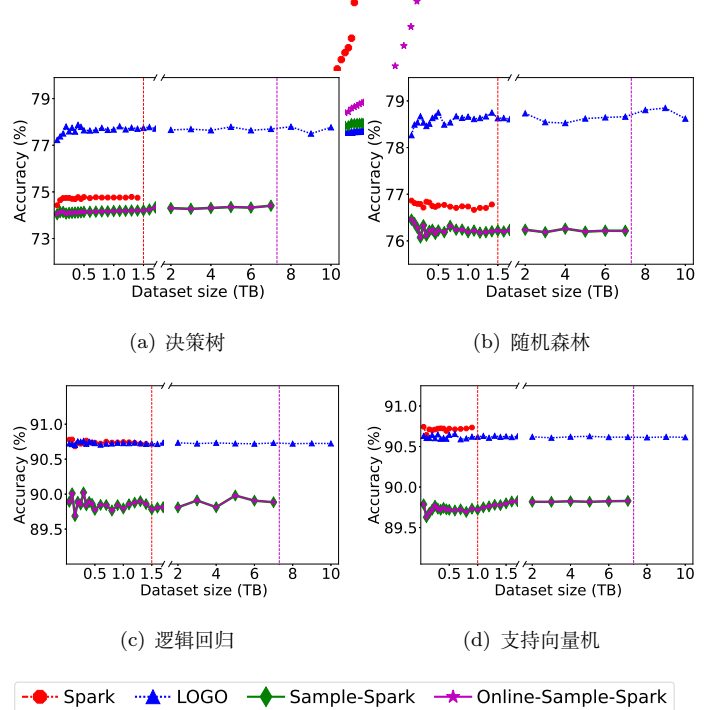 79
77
75
73
Accuracy (%)
0.5 1.0 1.5 2 4 6 8 10
Dataset size (TB)
(a) 决策树
79
78
77
76
Accuracy (%)
0.5 1.0 1.5 2 4 6 8 10
Dataset size (TB)
(b) 随机森林
91.0
90.5
90.0
89.5
Accuracy (%)
0.5 1.0 1.5 2 4 6 8 10
Dataset size (TB)
(c) 逻辑回归
91.0
90.5
90.0
89.5
Accuracy (%)
0.5 1.0 1.5 2 4 6 8 10
Dataset size (TB)
(d) 支持向量机
Spark LOGO Sample-Spark Online-Sample-Spark